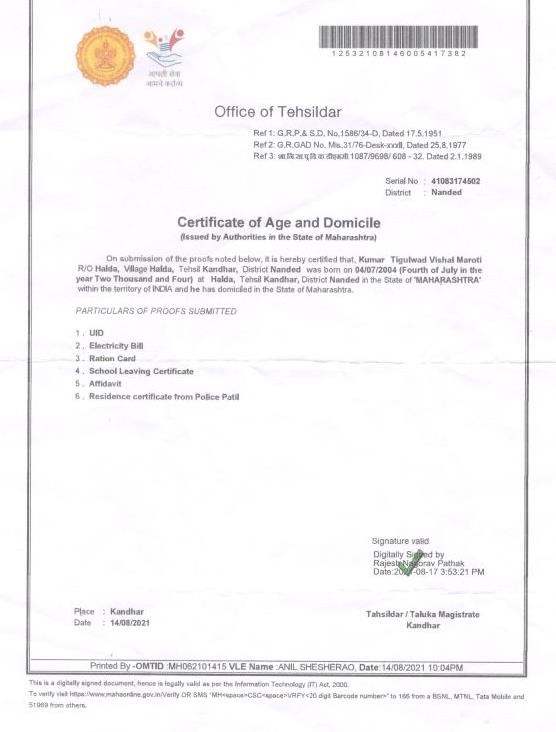 आपली सेवा
आमचे कर्तव्य
12532108146005417382
Office of Tehsildar
Ref 1: G.R.P.& S.D. No,1586/34-D, Dated 17.5.1951
Ref 2: G.R.GAD No. Mis.31/76-Desk-xxxII, Dated 25.8.1977
Ref 3: 1087/9698/ 608 - 32. Dated 2.1.1989
Serial No : 41083174502
District : Nanded
Certificate of Age and Domicile
(Issued by Authorities in the State of Maharashtra)
On submission of the proofs noted below, it is hereby certified that, Kumar Tigulwad Vishal Maroti
R/O Halda, Village Halda, Tehsil Kandhar, District Nanded was born on 04/07/2004 (Fourth of July in the
year Two Thousand and Four) at Halda, Tehsil Kandhar, District Nanded in the State of 'MAHARASHTRA'
within the territory of INDIA and he has domiciled in the State of Maharashtra.
PARTICULARS OF PROOFS SUBMITTED
1 . UID
2 . Electricity Bill
3 . Ration Card
4 . School Leaving Certificate
5 . Affidavit
6 . Residence certificate from Police Patil
Signature valid
Digitally Signed by
Rajesh Nagorav Pathak
Date:2021-08-17 3:53:21 PM
Place : Kandhar
Date : 14/08/2021
Tahsildar / Taluka Magistrate
Kandhar
Printed By -OMTID :MH062101415 VLE Name :ANIL SHESHERAO, Date:14/08/2021 10:04PM
This is a digitally signed document, hence is legally valid as per the Information Technology (IT) Act, 2000.
To verify visit https://www.mahaonline.gov.in/Verify OR SMS "MH<space>CSC<space>VRFY<20 digit Barcode number>" to 166 from a BSNL, MTNL, Tata Mobile and
51969 from others.